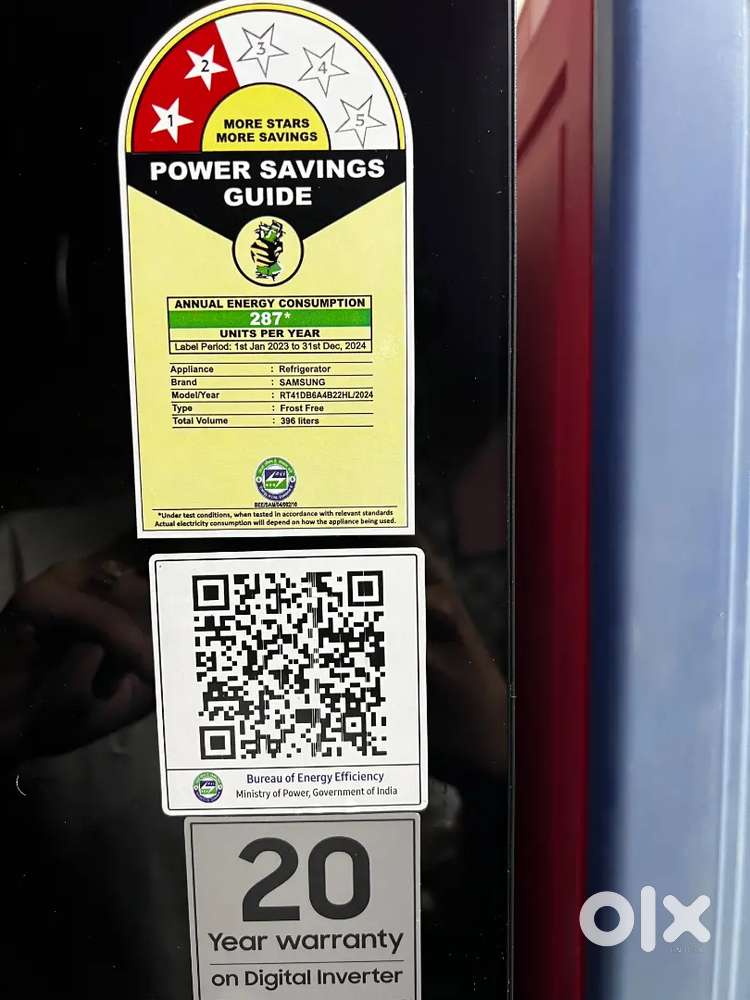 1
2
3
4
5
MORE STARS
MORE SAVINGS
POWER SAVINGS
GUIDE
ANNUAL ENERGY CONSUMPTION
287*
UNITS PER YEAR
Label Period: 1st Jan 2023 to 31st Dec, 2024
Appliance : Refrigerator
Brand : SAMSUNG
Model/Year : RT41DB6A4B22HL/2024
Type : Frost Free
Total Volume : 396 liters
*Under test conditions, when tested in accordance with relevant standards
Actual electricity consumption will depend on how the appliance being used.
Bureau of Energy Efficiency
Ministry of Power, Government of India
20
Year warranty
on Digital Inverter
olx
INDIA